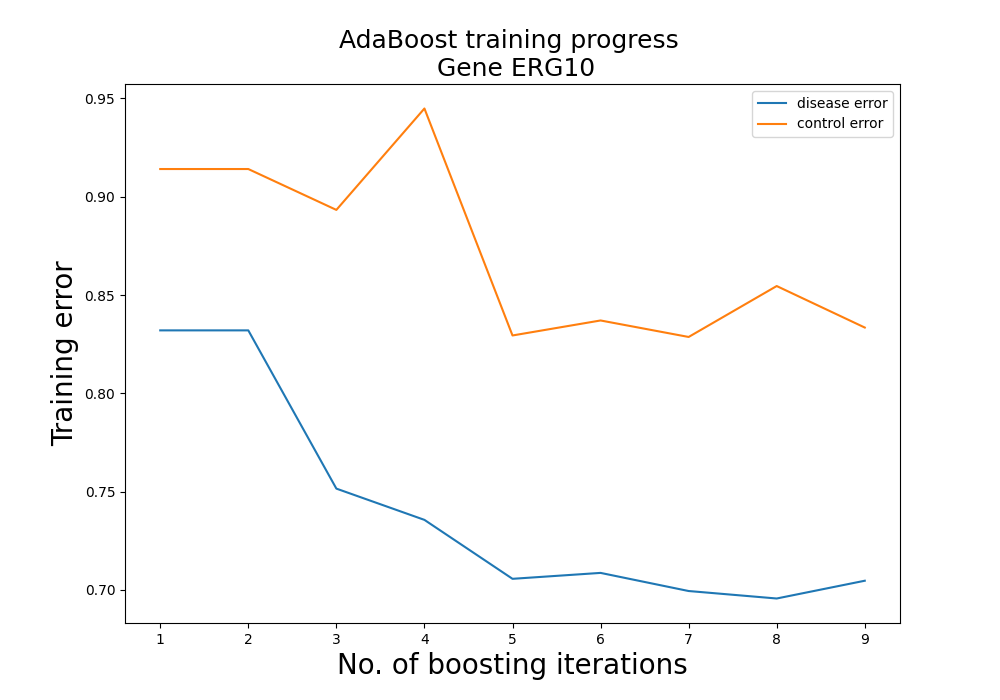 AdaBoost training progress
Gene ERG10
disease error
control error
Training error
0.95
0.90
0.85
0.80
0.75
0.70
1 2 3 4 5 6 7 8 9
No. of boosting iterations